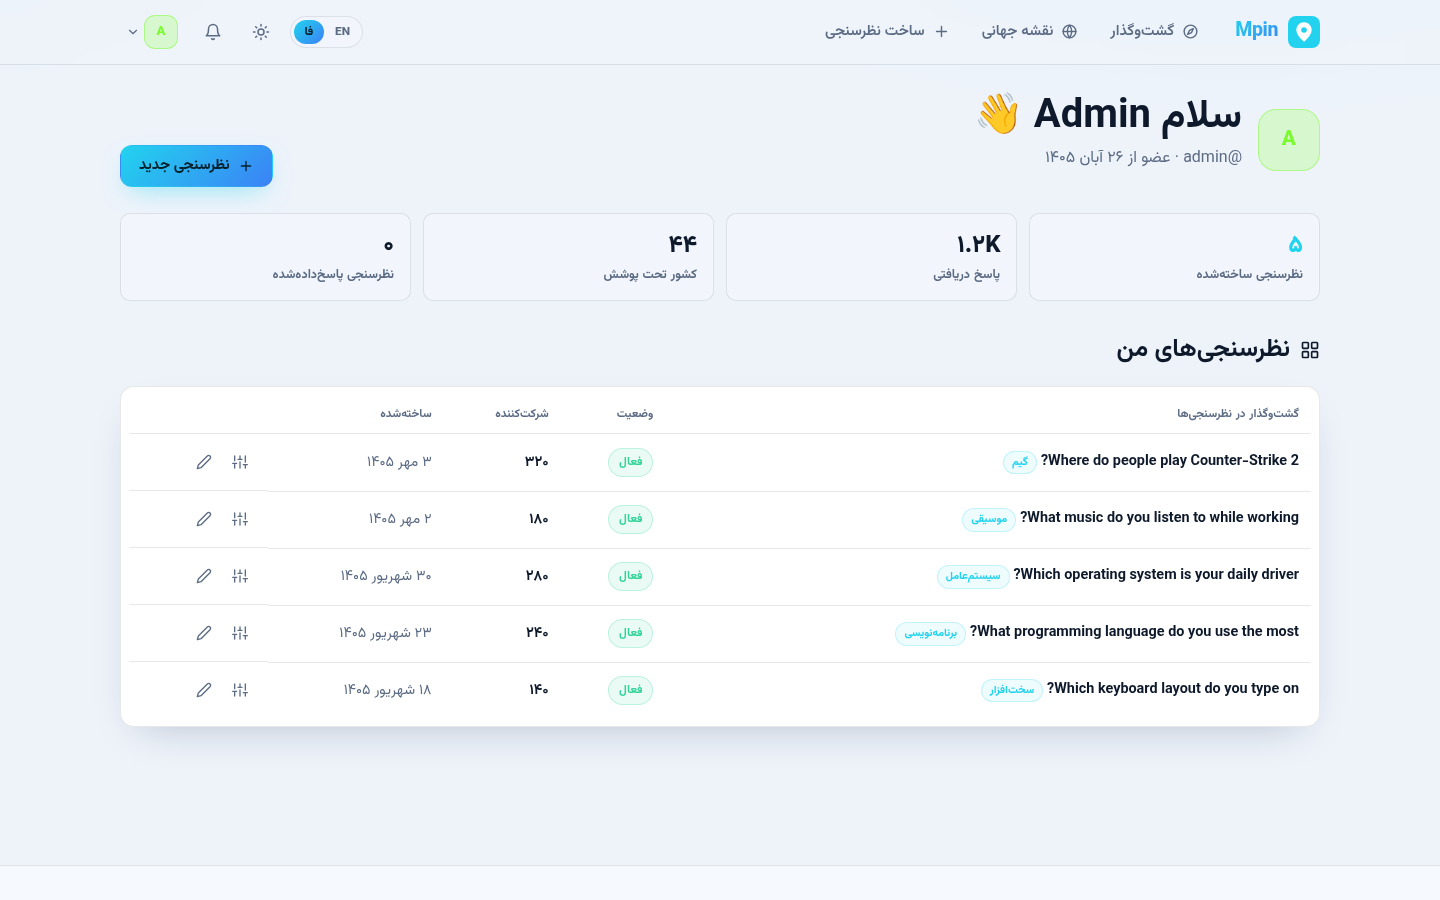 Mpin
گشت‌وگذار
نقشه جهانی
ساخت نظرسنجی
EN
فا
A
A
سلام Admin 👋
@admin · عضو از ۲۶ آبان ۱۴۰۵
نظرسنجی جدید
۵
نظرسنجی ساخته‌شده
۱.۲K
پاسخ دریافتی
۴۴
کشور تحت پوشش
۰
نظرسنجی پاسخ‌داده‌شده
نظرسنجی‌های من
گشت‌وگذار در نظرسنجی‌ها وضعیت شرکت‌کننده ساخته‌شده
Where do people play Counter-Strike 2? گیم فعال ۳۲۰ ۳ مهر ۱۴۰۵
What music do you listen to while working? موسیقی فعال ۱۸۰ ۲ مهر ۱۴۰۵
Which operating system is your daily driver? سیستم‌عامل فعال ۲۸۰ ۳۰ شهریور ۱۴۰۵
What programming language do you use the most? برنامه‌نویسی فعال ۲۴۰ ۲۳ شهریور ۱۴۰۵
Which keyboard layout do you type on? سخت‌افزار فعال ۱۴۰ ۱۸ شهریور ۱۴۰۵